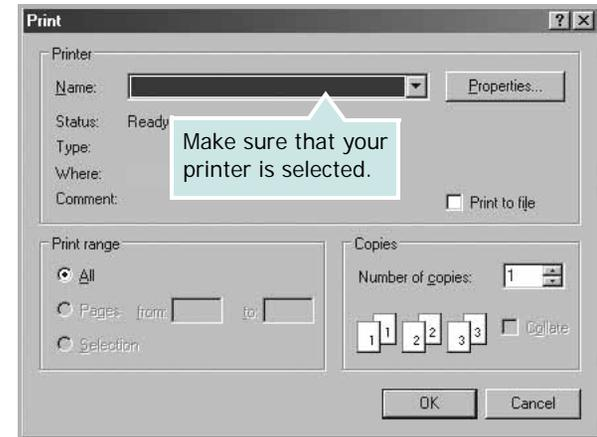 Print
Printer
Name:
Properties...
Status: Ready
Type:
Where:
Comment:
Make sure that your
printer is selected.
Print to file
Print range
All
Pages from: to:
Selection
Copies
Number of copies: 1
1 1 2 2 3 3
Collate
OK Cancel